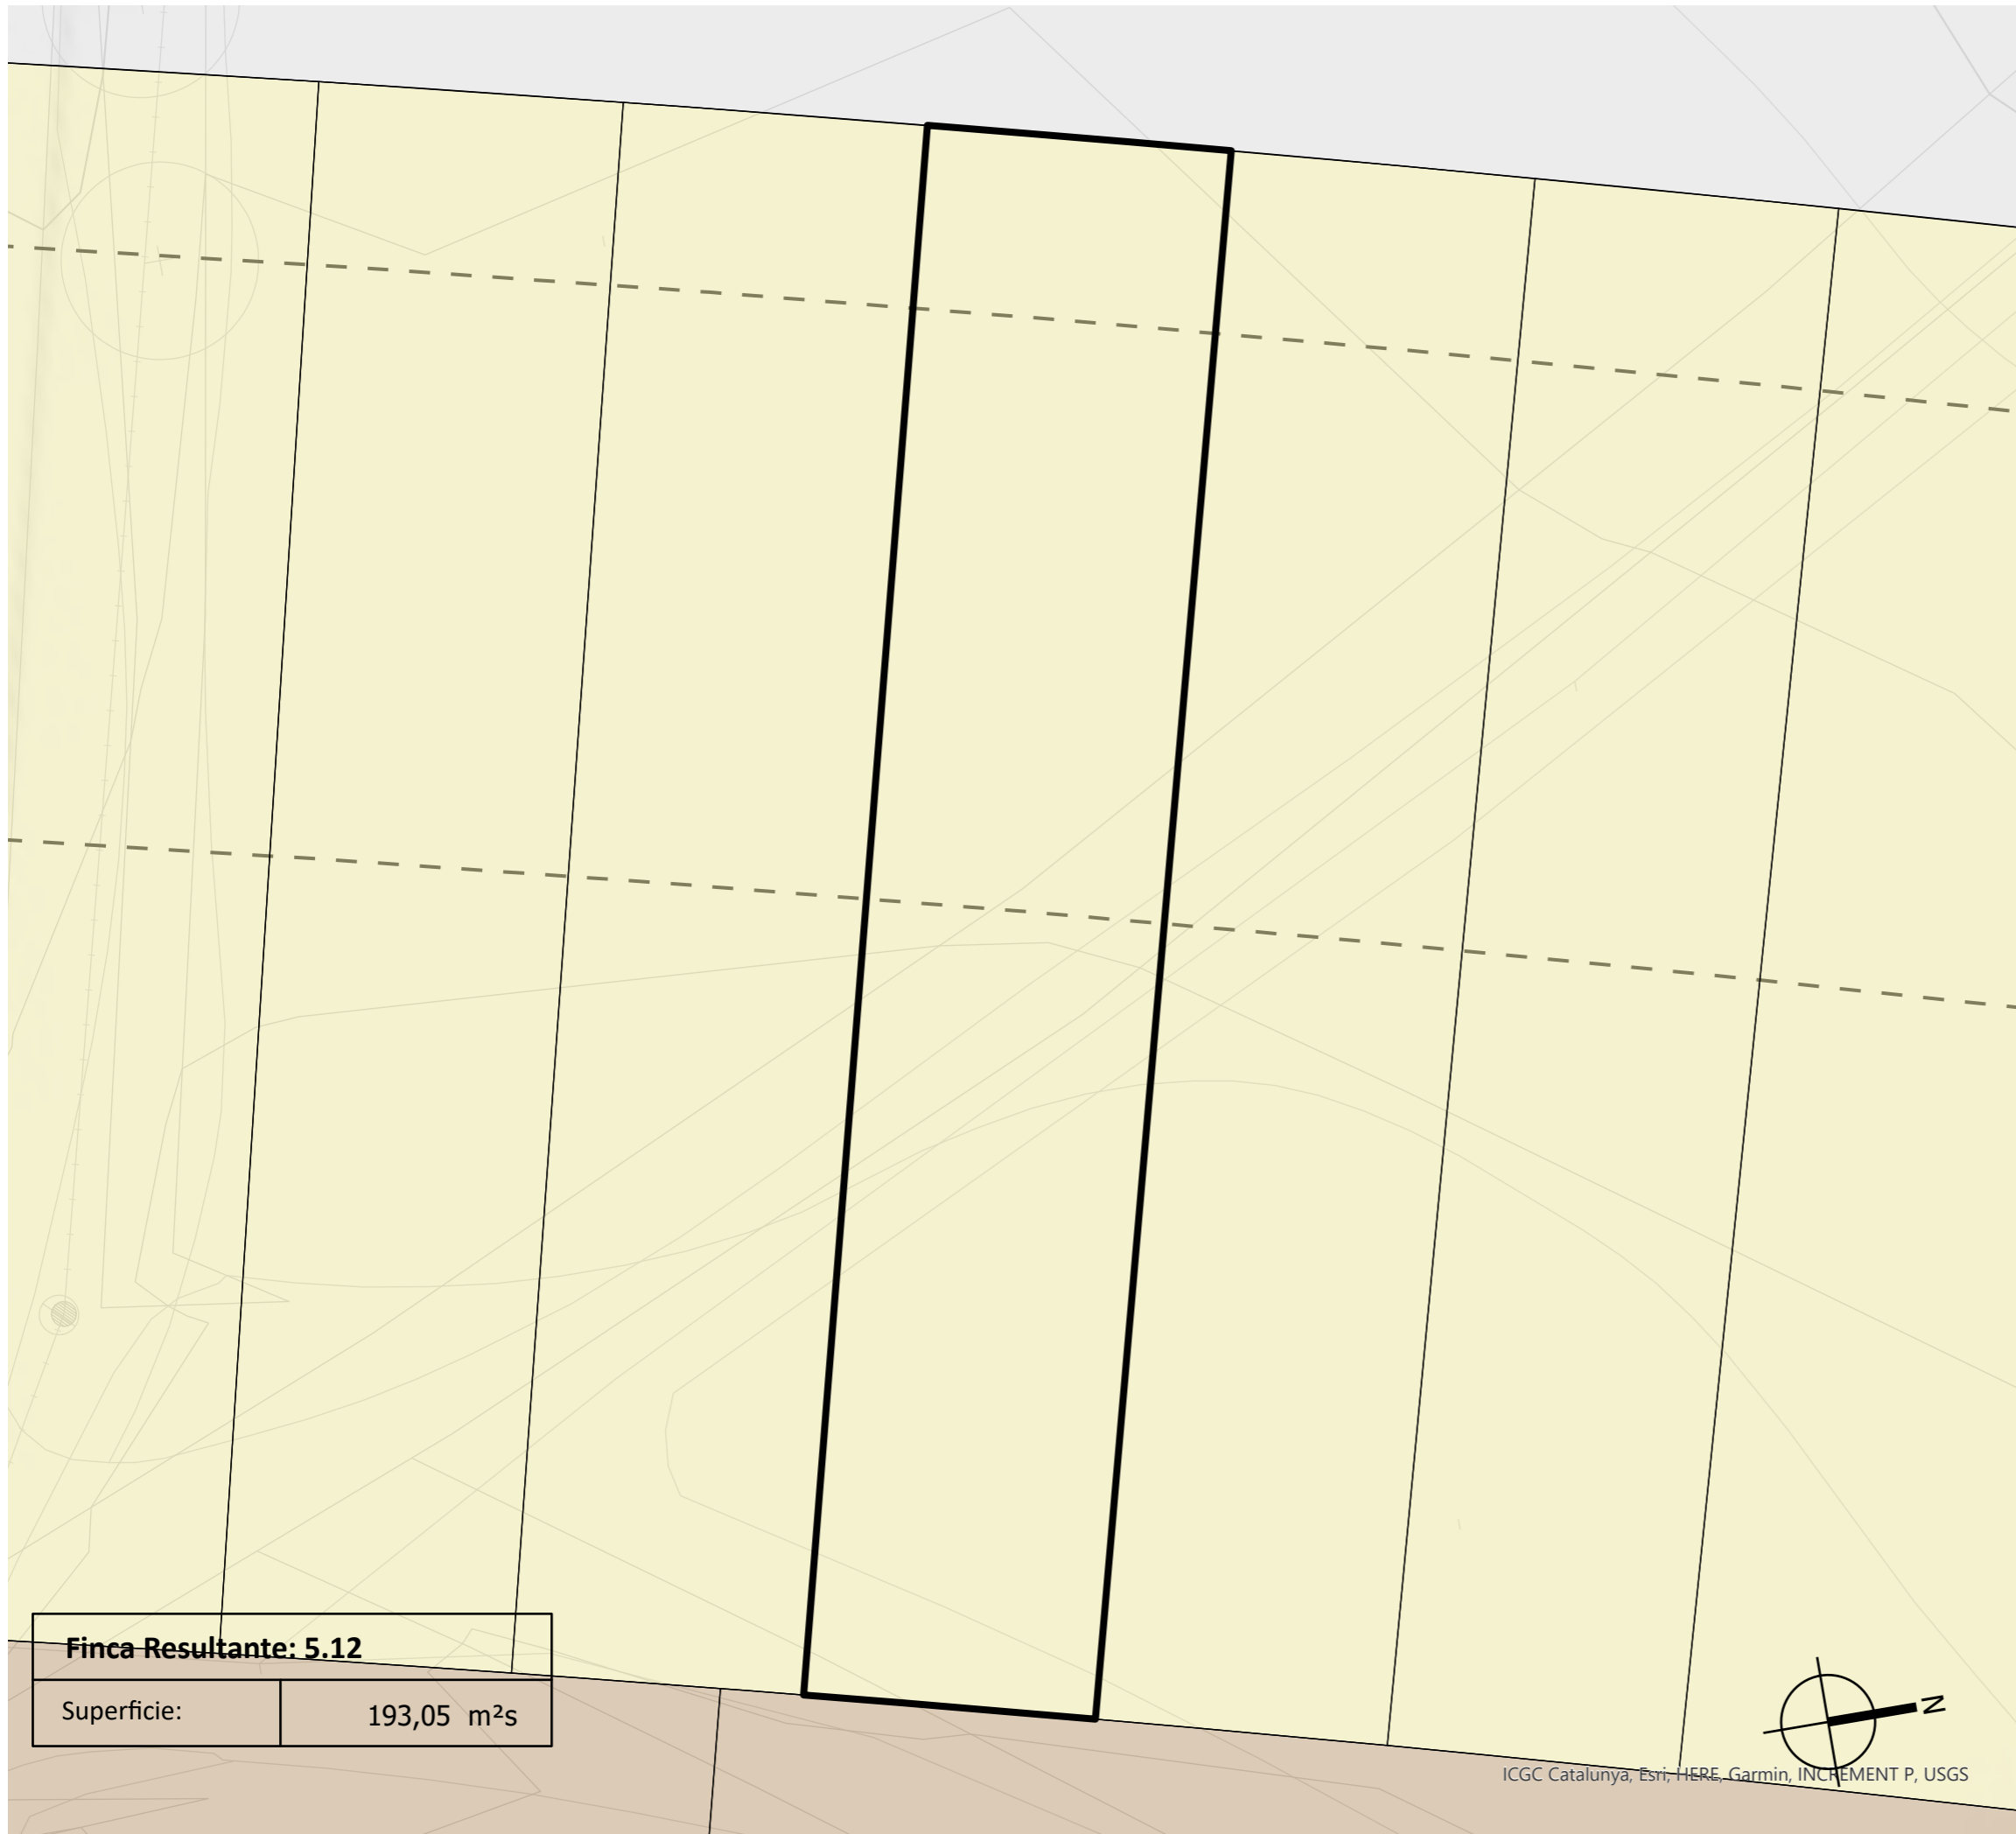 Finca Resultante: 5.12
Superficie: 193,05 m²s
N
ICGC Catalunya, Esri, HERE, Garmin, INCREMENT P, USGS